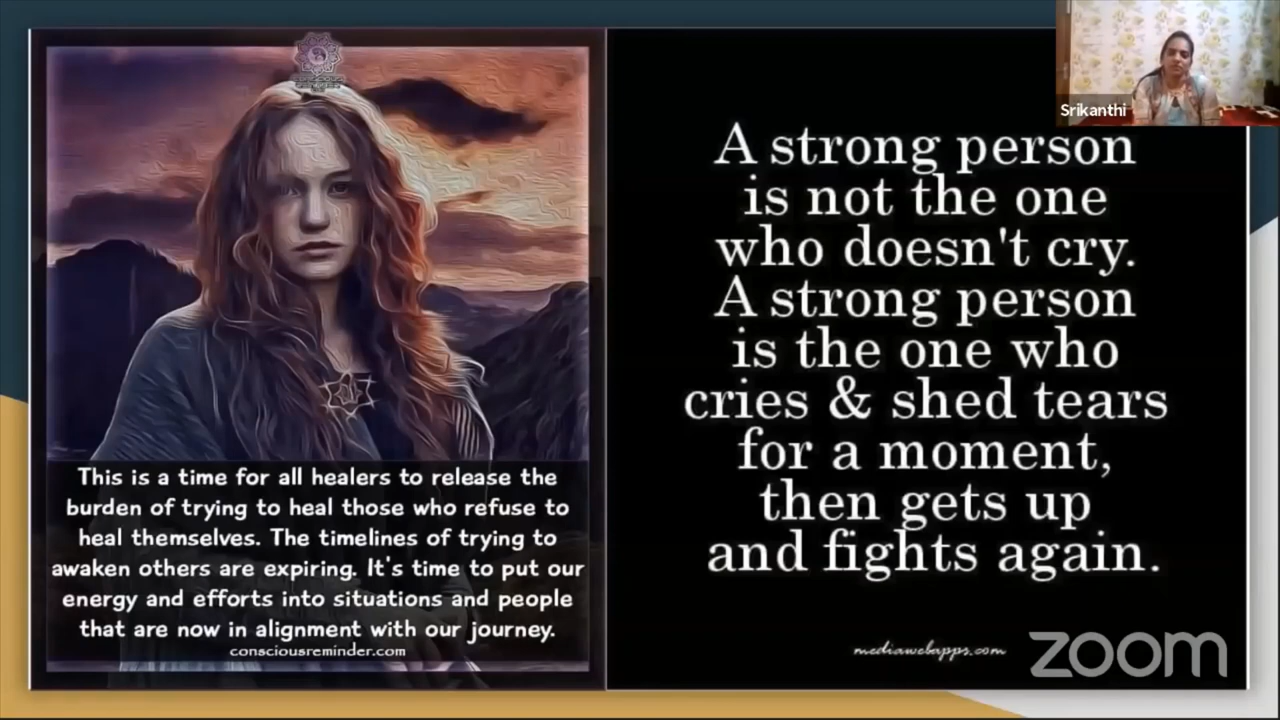 This is a time for all healers to release the
burden of trying to heal those who refuse to
heal themselves. The timelines of trying to
awaken others are expiring. It's time to put our
energy and efforts into situations and people
that are now in alignment with our journey.
consciousreminder.com
A strong person
is not the one
who doesn't cry.
A strong person
is the one who
cries & shed tears
for a moment,
then gets up
and fights again.
mediawebapps.com
Srikanthi
zoom